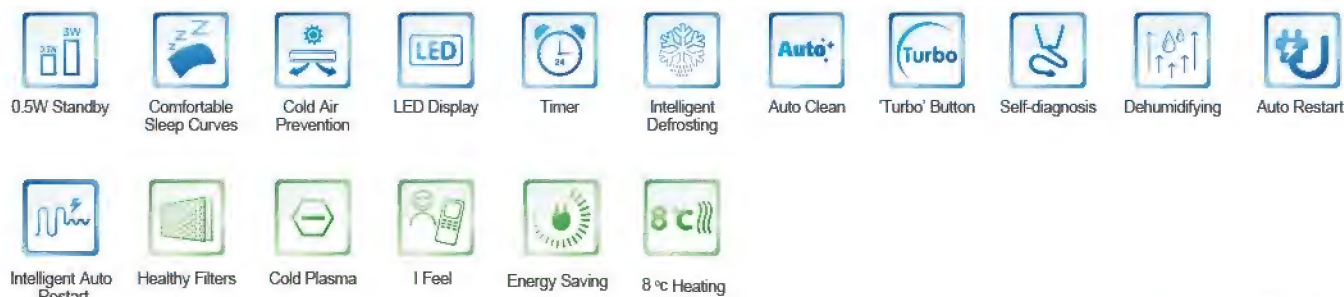 3W
0.5W
Z Z Z
LED
24
Auto
Turbo
8°C
0.5W Standby
Comfortable
Sleep Curves
Cold Air
Prevention
LED Display
Timer
Intelligent
Defrosting
Auto Clean
'Turbo' Button
Self-diagnosis
Dehumidifying
Auto Restart
Intelligent Auto
Restart
Healthy Filters
Cold Plasma
I Feel
Energy Saving
8 °c Heating